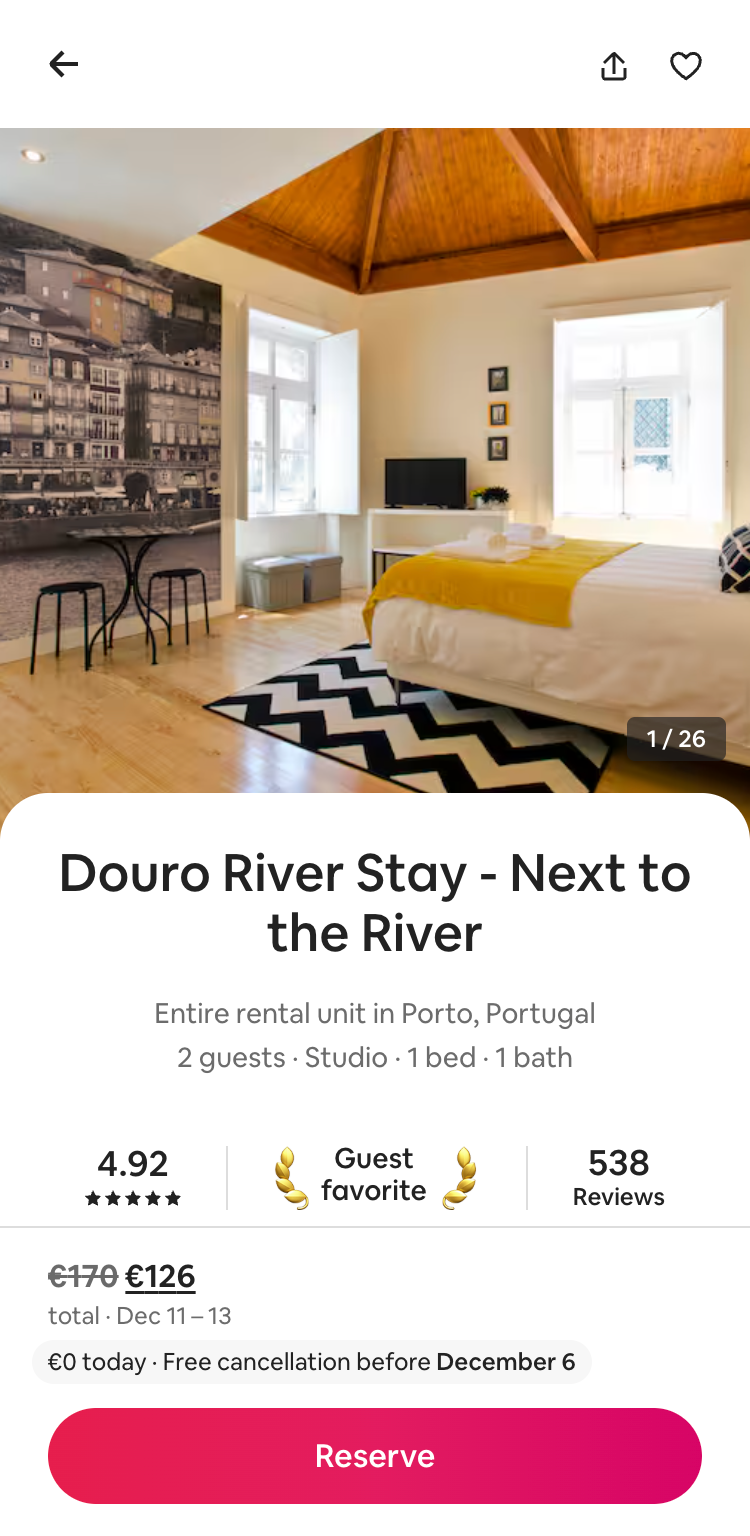 1 / 26
Douro River Stay - Next to
the River
Entire rental unit in Porto, Portugal
2 guests · Studio · 1 bed · 1 bath
4.92
Guest
favorite
538
Reviews
€170 €126
total · Dec 11 – 13
€0 today · Free cancellation before December 6
Reserve